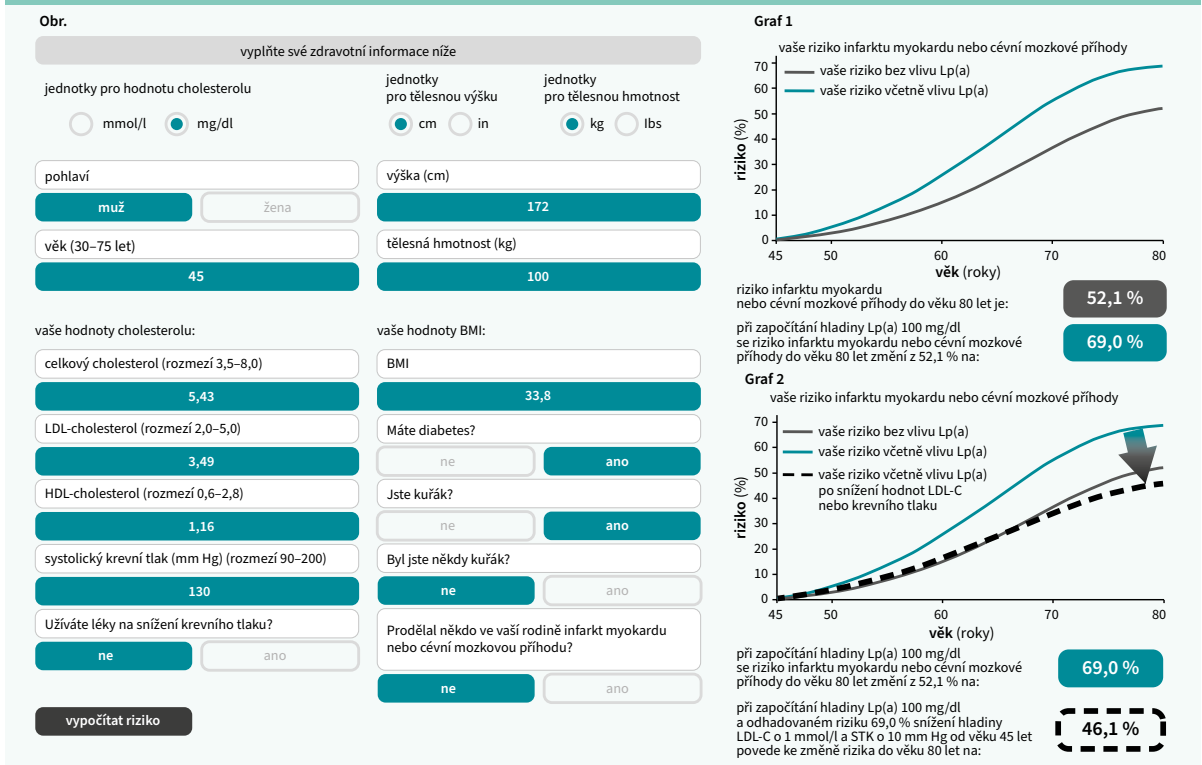 Obr.
vyplňte své zdravotní informace níže
jednotky pro hodnotu cholesterolu
mmol/l
mg/dl
jednotky
pro tělesnou výšku
cm
in
jednotky
pro tělesnou hmotnost
kg
lbs
pohlaví
muž
žena
věk (30–75 let)
45
výška (cm)
172
tělesná hmotnost (kg)
100
vaše hodnoty cholesterolu:
celkový cholesterol (rozmezí 3,5–8,0)
5,43
LDL-cholesterol (rozmezí 2,0–5,0)
3,49
HDL-cholesterol (rozmezí 0,6–2,8)
1,16
systolický krevní tlak (mm Hg) (rozmezí 90–200)
130
Užíváte léky na snížení krevního tlaku?
ne
ano
vypočítat riziko
vaše hodnoty BMI:
BMI
33,8
Máte diabetes?
ne
ano
Jste kuřák?
ne
ano
Byl jste někdy kuřák?
ne
ano
Prodělal někdo ve vaší rodině infarkt myokardu
nebo cévní mozkovou příhodu?
ne
ano
Graf 1
vaše riziko infarktu myokardu nebo cévní mozkové příhody
vaše riziko bez vlivu Lp(a)
vaše riziko včetně vlivu Lp(a)
riziko (%)
70
60
50
40
30
20
10
0
45
50
60
70
80
věk (roky)
riziko infarktu myokardu
nebo cévní mozkové příhody do věku 80 let je:
52,1 %
při započítání hladiny Lp(a) 100 mg/dl
se riziko infarktu myokardu nebo cévní mozkové
příhody do věku 80 let změní z 52,1 % na:
69,0 %
Graf 2
vaše riziko infarktu myokardu nebo cévní mozkové příhody
vaše riziko bez vlivu Lp(a)
vaše riziko včetně vlivu Lp(a)
vaše riziko včetně vlivu Lp(a)
po snížení hodnot LDL-C
nebo krevního tlaku
riziko (%)
70
60
50
40
30
20
10
0
45
50
60
70
80
věk (roky)
při započítání hladiny Lp(a) 100 mg/dl
se riziko infarktu myokardu nebo cévní mozkové
příhody do věku 80 let změní z 52,1 % na:
69,0 %
při započítání hladiny Lp(a) 100 mg/dl
a odhadovaném riziku 69,0 % snížení hladiny
LDL-C o 1 mmol/l a STK o 10 mm Hg od věku 45 let
povede ke změně rizika do věku 80 let na:
46,1 %